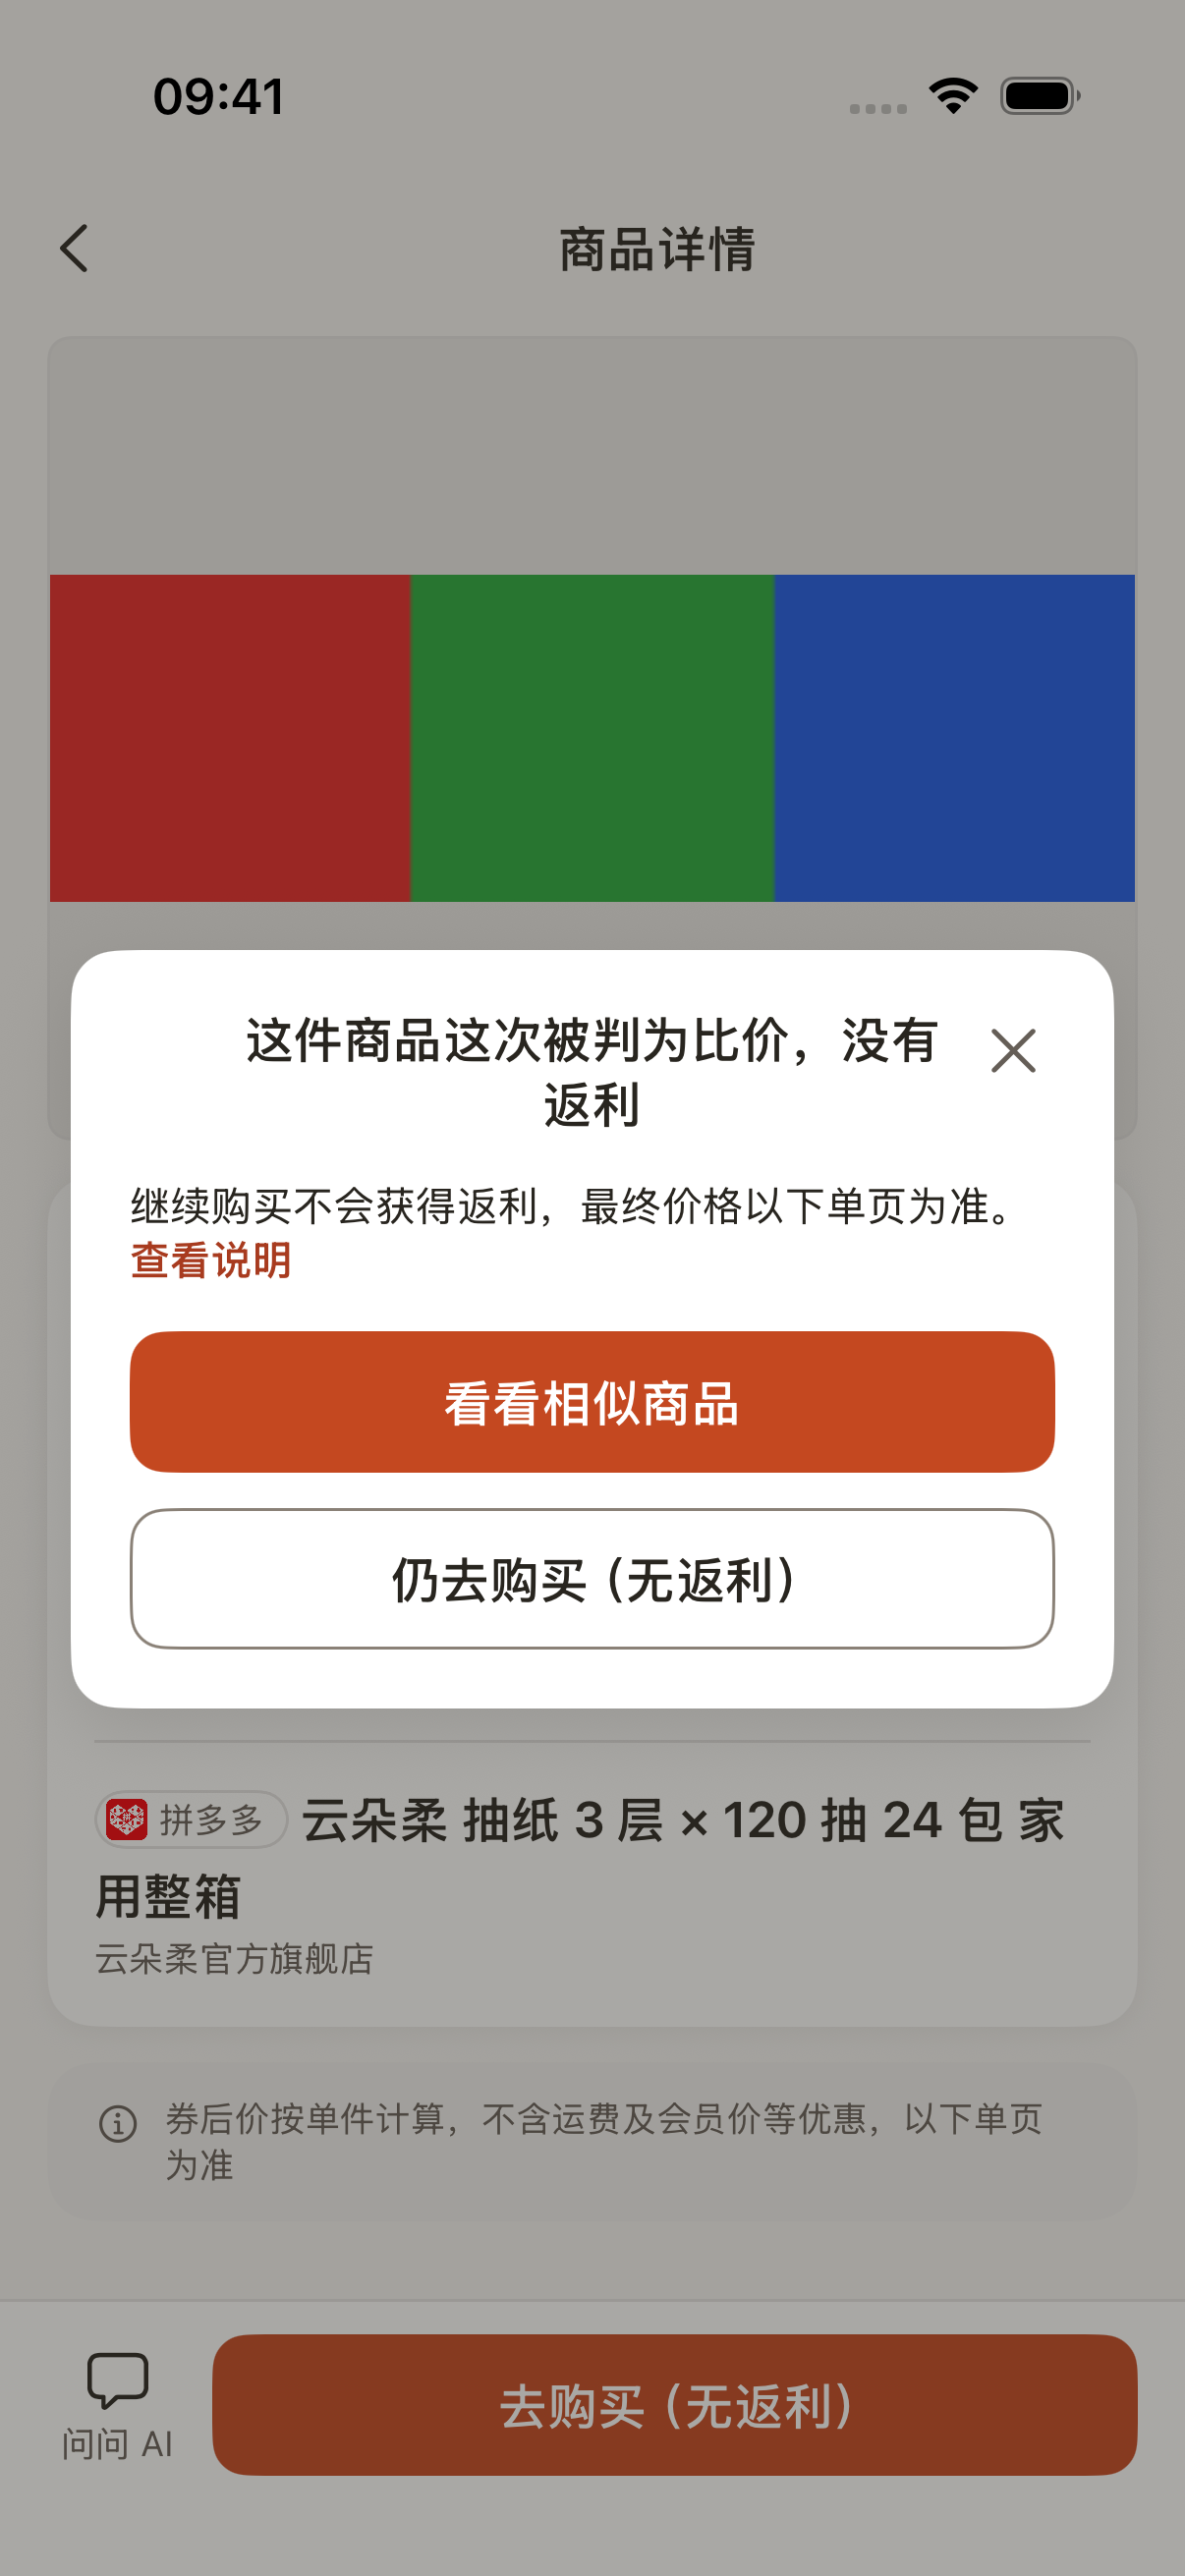 09:41
商品详情
这件商品这次被判为比价，没有
返利
继续购买不会获得返利，最终价格以下单页为准。
查看说明
看看相似商品
仍去购买（无返利）
拼多多 云朵柔 抽纸 3 层 × 120 抽 24 包 家
用整箱
云朵柔官方旗舰店
券后价按单件计算，不含运费及会员价等优惠，以下单页
为准
问问 AI
去购买（无返利）